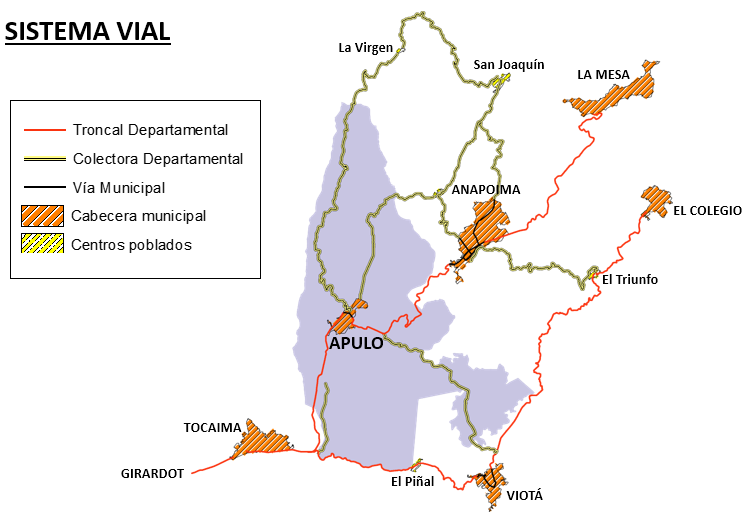 SISTEMA VIAL
Troncal Departamental
Colectora Departamental
Vía Municipal
Cabecera municipal
Centros poblados
La Virgen
San Joaquín
LA MESA
ANAPOIMA
EL COLEGIO
El Triunfo
APULO
TOCAIMA
GIRARDOT
El Piñal
VIOTÁ